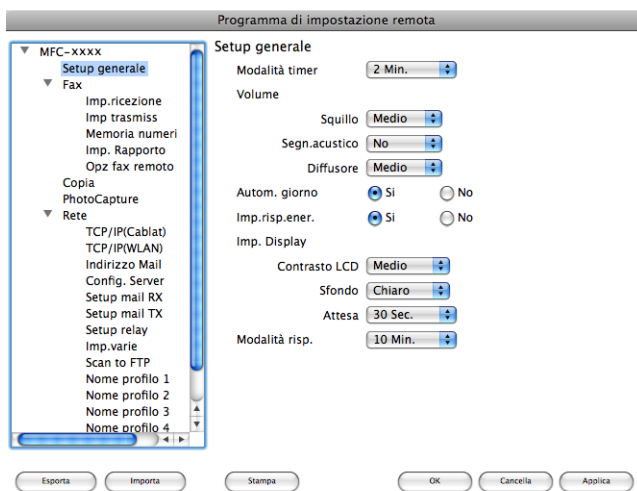 Programma di impostazione remota
MFC-xxxx
Setup generale
Fax
Imp.ricezione
Imp trasmiss
Memoria numeri
Imp. Rapporto
Opz fax remoto
Copia
PhotoCapture
Rete
TCP/IP(Cablat)
TCP/IP(WLAN)
Indirizzo Mail
Config. Server
Setup mail RX
Setup mail TX
Setup relay
Imp.varie
Scan to FTP
Nome profilo 1
Nome profilo 2
Nome profilo 3
Nome profilo 4
Setup generale
Modalità timer 2 Min.
Volume
Squillo Medio
Segn.acustico No
Diffusore Medio
Autom. giorno Si No
Imp.risp.ener. Si No
Imp. Display
Contrasto LCD Medio
Sfondo Chiaro
Attesa 30 Sec.
Modalità risp. 10 Min.
Esporta Importa Stampa OK Cancella Applica